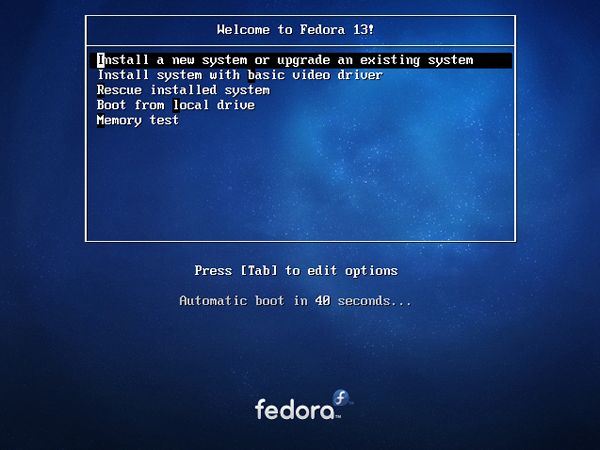 Welcome to Fedora 13!
Install a new system or upgrade an existing system
Install system with basic video driver
Rescue installed system
Boot from local drive
Memory test
Press [Tab] to edit options
Automatic boot in 40 seconds...
fedora™